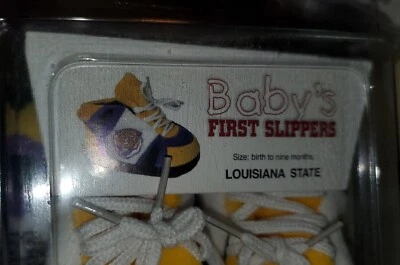 Baby's
FIRST SLIPPERS
Size: birth to nine months.
LOUISIANA STATE